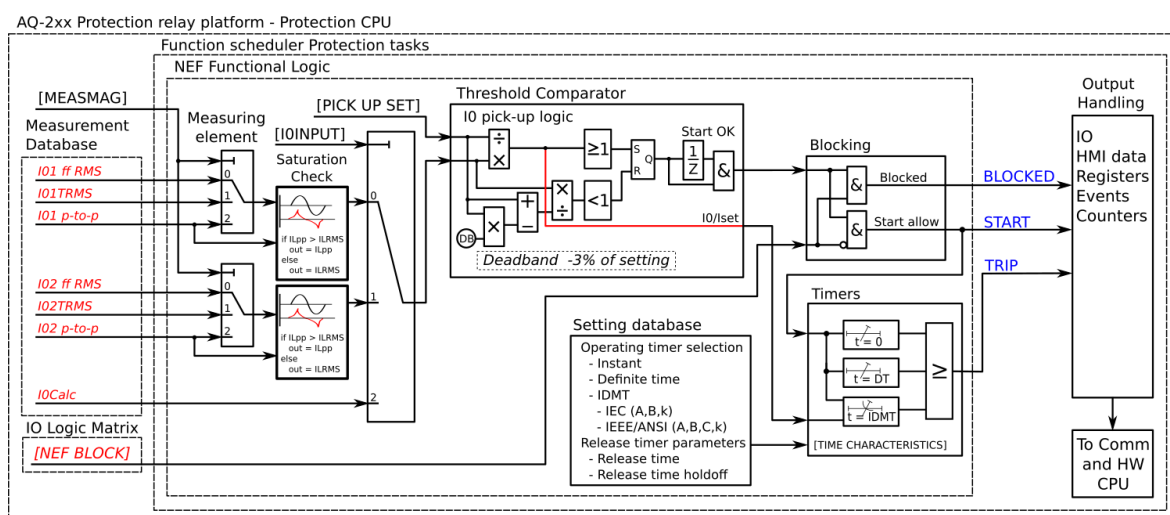 AQ-2xx Protection relay platform - Protection CPU
Function scheduler Protection tasks
NEF Functional Logic
[MEASMAG]
Measurement
Database
I01 ff RMS
I01TRMS
I01 p-to-p
I02 ff RMS
I02TRMS
I02 p-to-p
I0Calc
IO Logic Matrix
[NEF BLOCK]
Measuring
element
0
1
2
0
1
2
[I0INPUT]
Saturation
Check
if ILpp > ILRMS
out = ILpp
else
out = ILRMS
if ILpp > ILRMS
out = ILpp
else
out = ILRMS
0
1
2
[PICK UP SET]
Threshold Comparator
I0 pick-up logic
÷
×
≥1
S
R
Q
Start OK
1
Z
&
+
−
×
÷
<1
×
DB
I0/Iset
Deadband -3% of setting
Blocking
&
Blocked
&
Start allow
BLOCKED
START
TRIP
Setting database
Operating timer selection
- Instant
- Definite time
- IDMT
- IEC (A,B,k)
- IEEE/ANSI (A,B,C,k)
Release timer parameters
- Release time
- Release time holdoff
Timers
t = 0
t = DT
t = IDMT
≥
[TIME CHARACTERISTICS]
Output
Handling
IO
HMI data
Registers
Events
Counters
To Comm
and HW
CPU